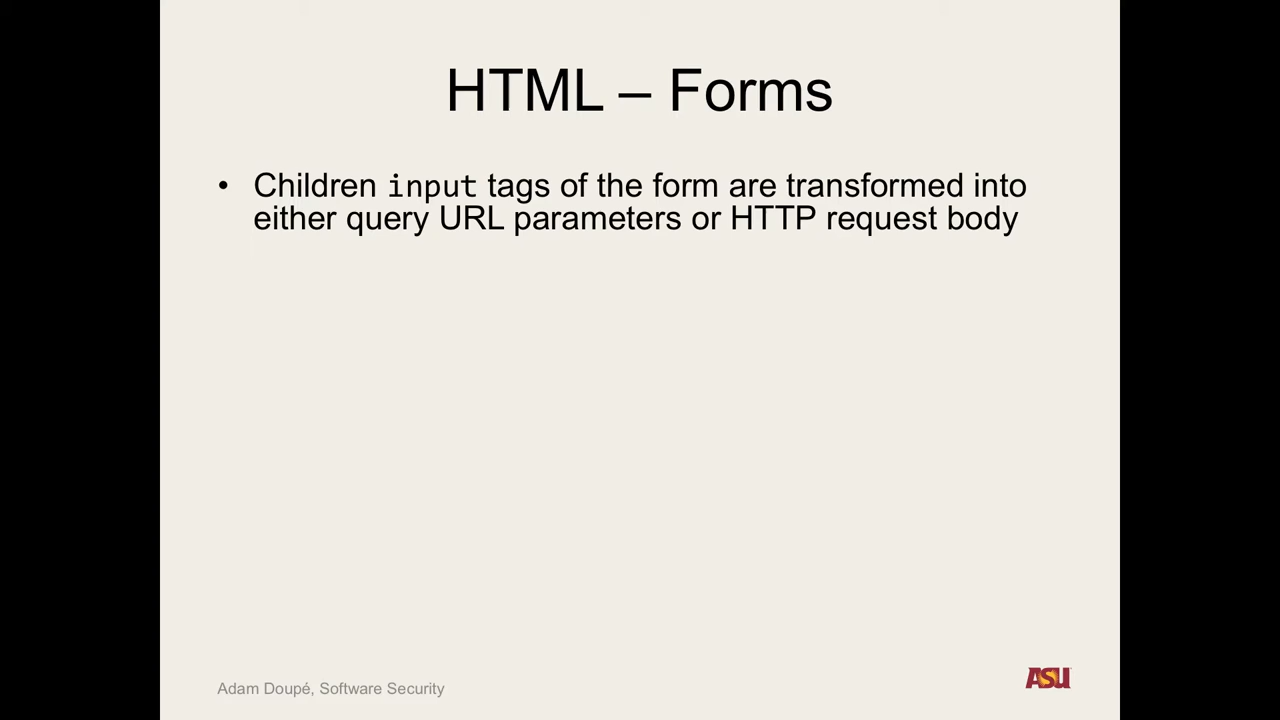 HTML – Forms
• Children input tags of the form are transformed into
either query URL parameters or HTTP request body
Adam Doupé, Software Security
ASU